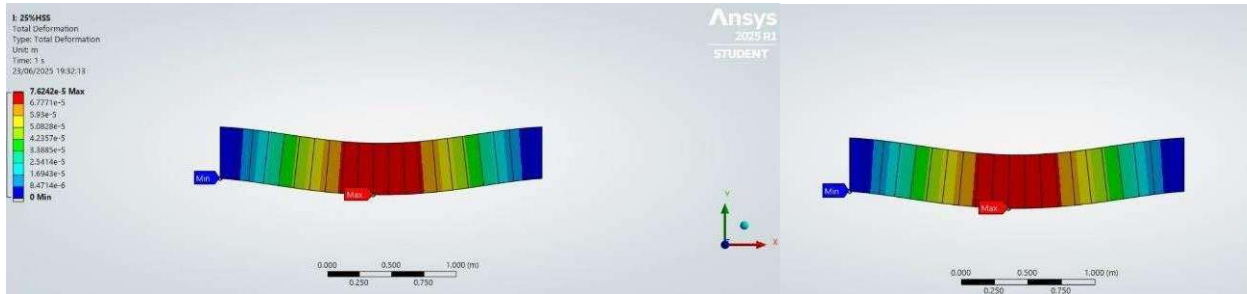 I: 25%HSS
Total Deformation
Type: Total Deformation
Unit: m
Time: 1 s
23/06/2025 19:32:13
7.6242e-5 Max
6.7771e-5
5.93e-5
5.0828e-5
4.2357e-5
3.3885e-5
2.5414e-5
1.6943e-5
8.4714e-6
0 Min
Ansys
2025 R1
STUDENT
Min
Max
Y
X
0.000 0.500 1.000 (m)
0.250 0.750
Min
Max
0.000 0.500 1.000 (m)
0.250 0.750